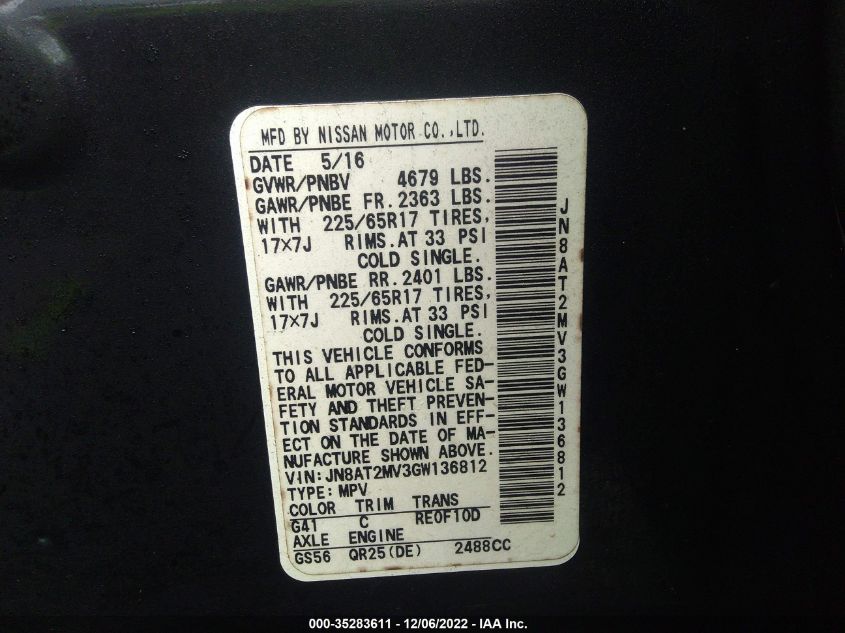 MFD BY NISSAN MOTOR CO.,LTD.
DATE 5/16
GVWR/PNBV 4679 LBS.
GAWR/PNBE FR.2363 LBS.
WITH 225/65R17 TIRES,
17×7J RIMS.AT 33 PSI
COLD SINGLE.
GAWR/PNBE RR.2401 LBS.
WITH 225/65R17 TIRES,
17×7J RIMS.AT 33 PSI
COLD SINGLE.
THIS VEHICLE CONFORMS
TO ALL APPLICABLE FED-
ERAL MOTOR VEHICLE SA-
FETY AND THEFT PREVEN-
TION STANDARDS IN EFF-
ECT ON THE DATE OF MA-
NUFACTURE SHOWN ABOVE.
VIN:JN8AT2MV3GW136812
TYPE:MPV
COLOR TRIM TRANS
G41 C RE0F10D
AXLE ENGINE
GS56 QR25(DE) 2488CC
JN8AT2MV3GW136812
000-35283611 - 12/06/2022 - IAA Inc.